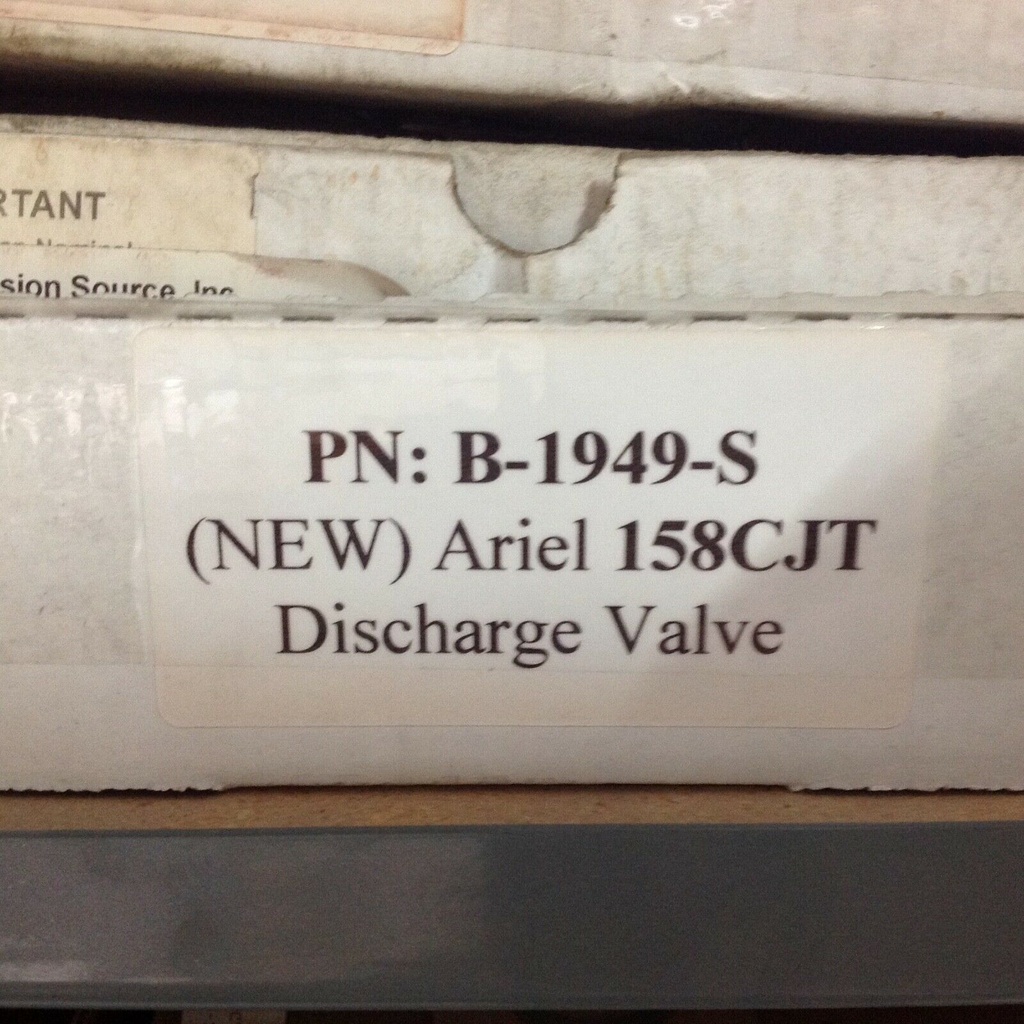 RTANT
sion Source, Inc
PN: B-1949-S
(NEW) Ariel 158CJT
Discharge Valve